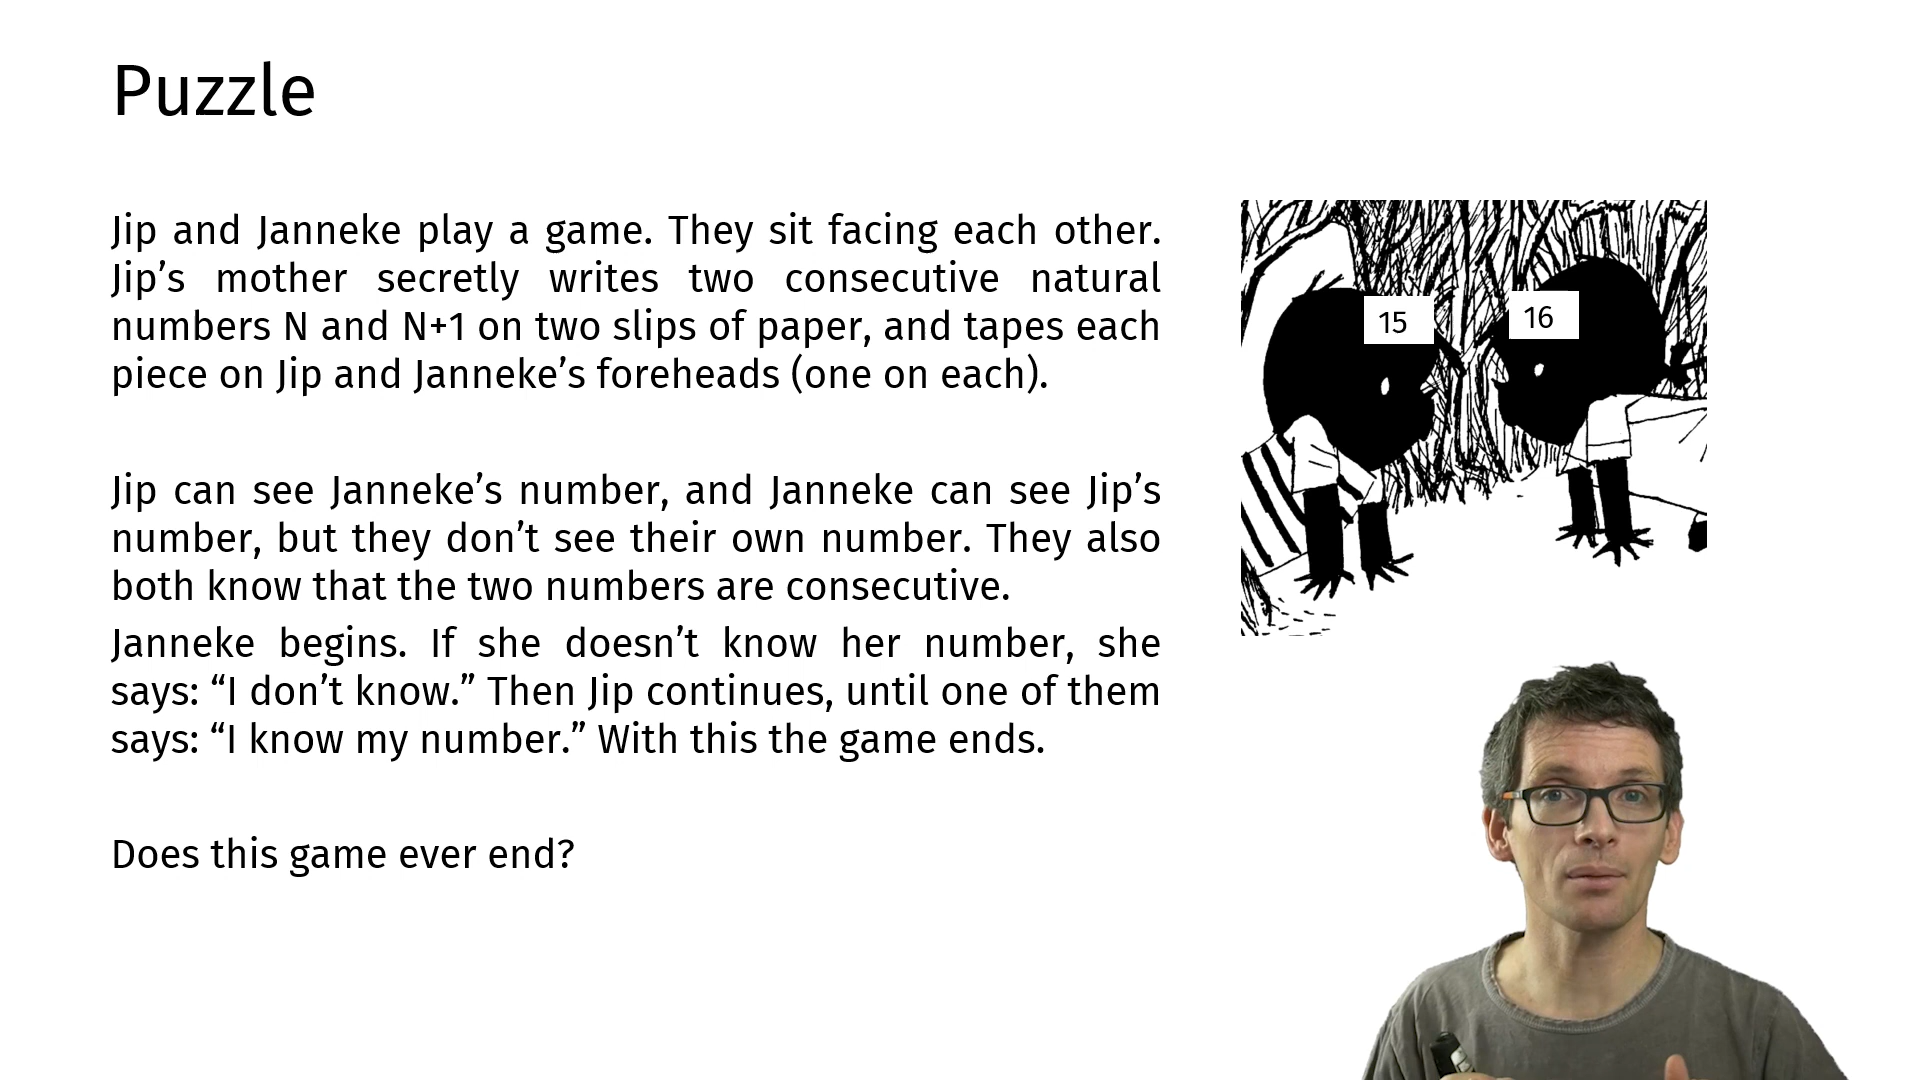 Puzzle
Jip and Janneke play a game. They sit facing each other.
Jip’s mother secretly writes two consecutive natural
numbers N and N+1 on two slips of paper, and tapes each
piece on Jip and Janneke’s foreheads (one on each).
15
16
Jip can see Janneke’s number, and Janneke can see Jip’s
number, but they don’t see their own number. They also
both know that the two numbers are consecutive.
Janneke begins. If she doesn’t know her number, she
says: “I don’t know.” Then Jip continues, until one of them
says: “I know my number.” With this the game ends.
Does this game ever end?